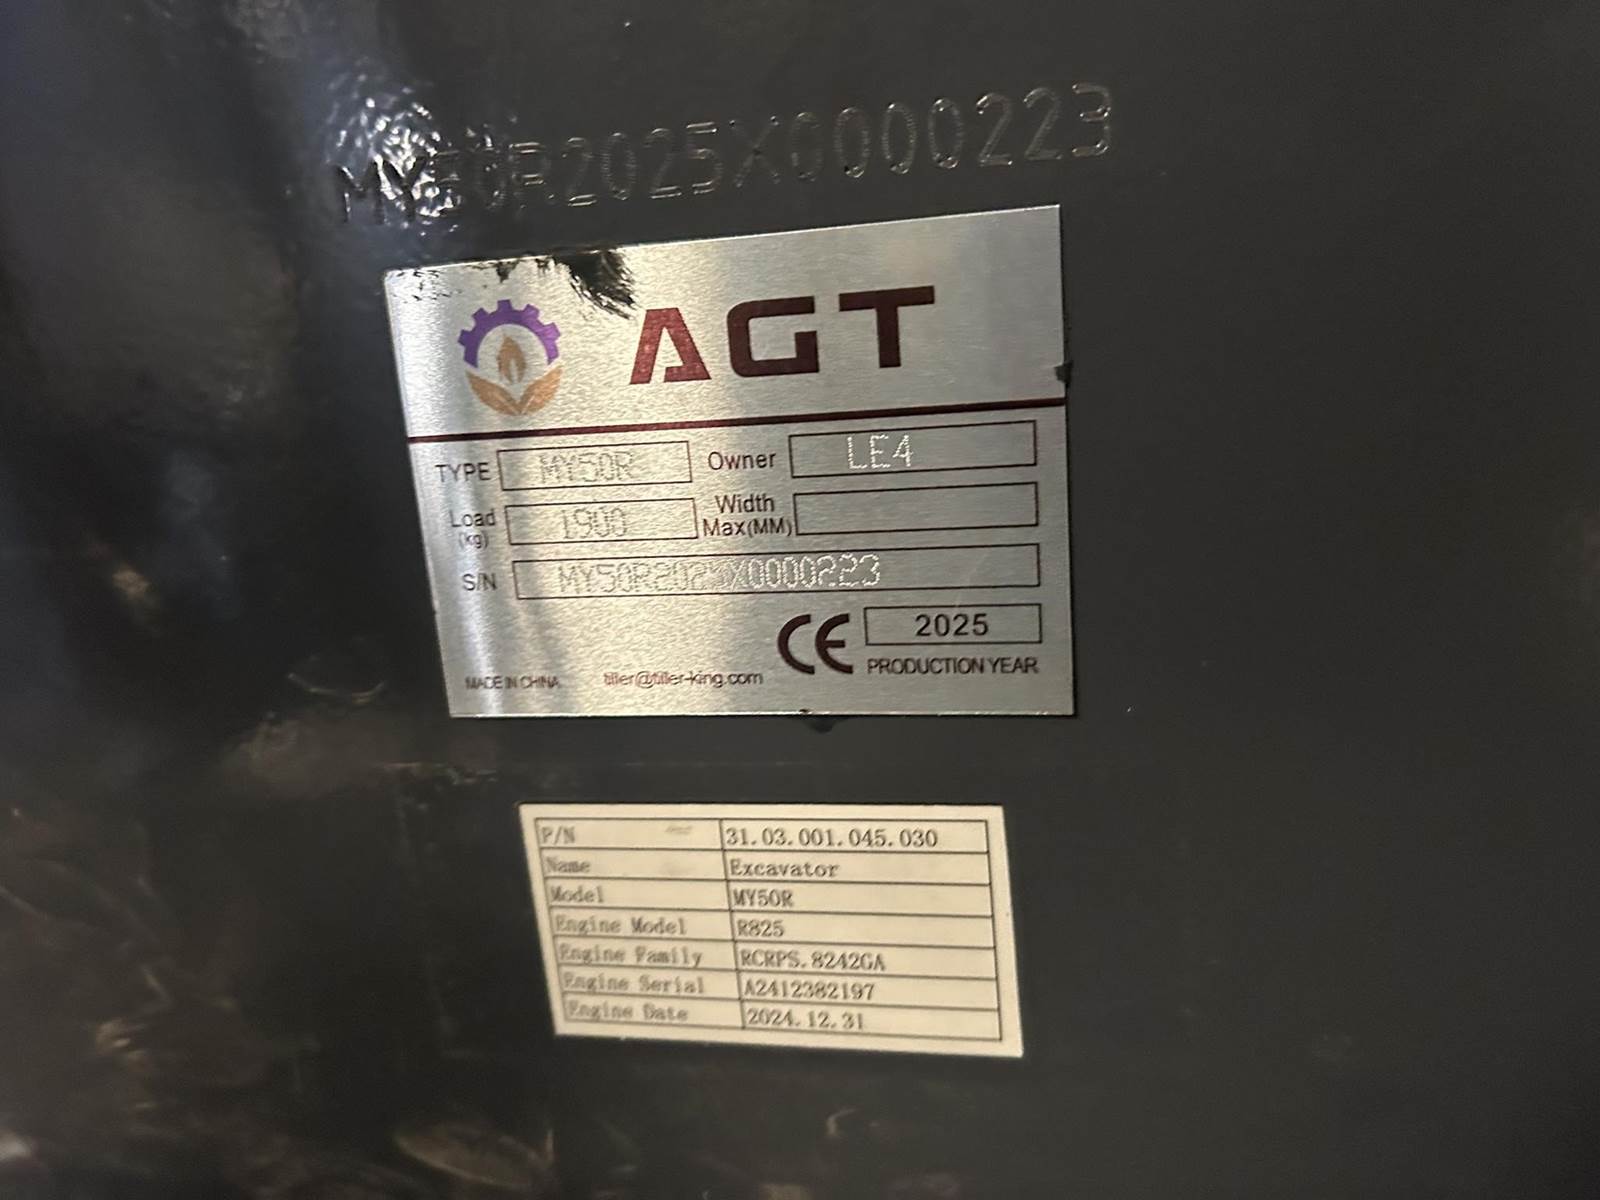 MY50R2025X0000223
AGT
TYPE MY50R Owner LE4
Load (kg) 1900 Width Max(MM)
S/N MY50R2025X0000223
CE 2025
PRODUCTION YEAR
MADE IN CHINA tiller@tiller-king.com
P/N 31.03.001.045.030
Name Excavator
Model MY50R
Engine Model R825
Engine Family RCRPS.8242GA
Engine Serial A2412382197
Engine Date 2024.12.31